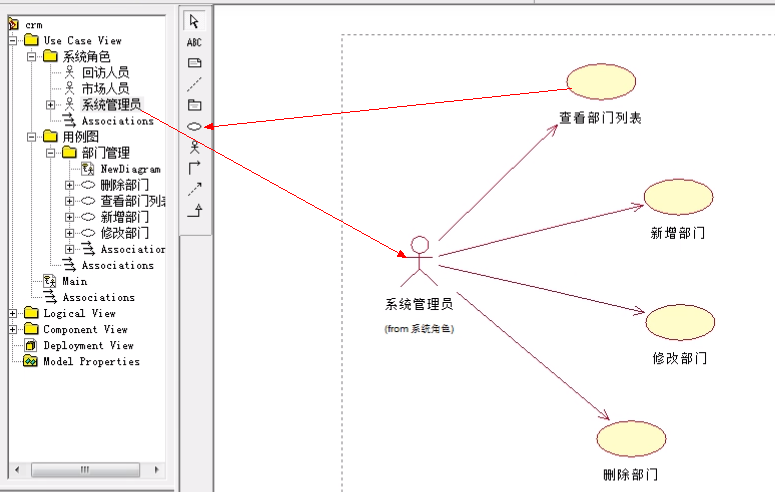 crm
Use Case View
系统角色
回访人员
市场人员
系统管理员
Associations
用例图
部门管理
NewDiagram
删除部门
查看部门列表
新增部门
修改部门
Association
Associations
Main
Associations
Logical View
Component View
Deployment View
Model Properties
ABC
查看部门列表
新增部门
系统管理员
(from 系统角色)
修改部门
删除部门